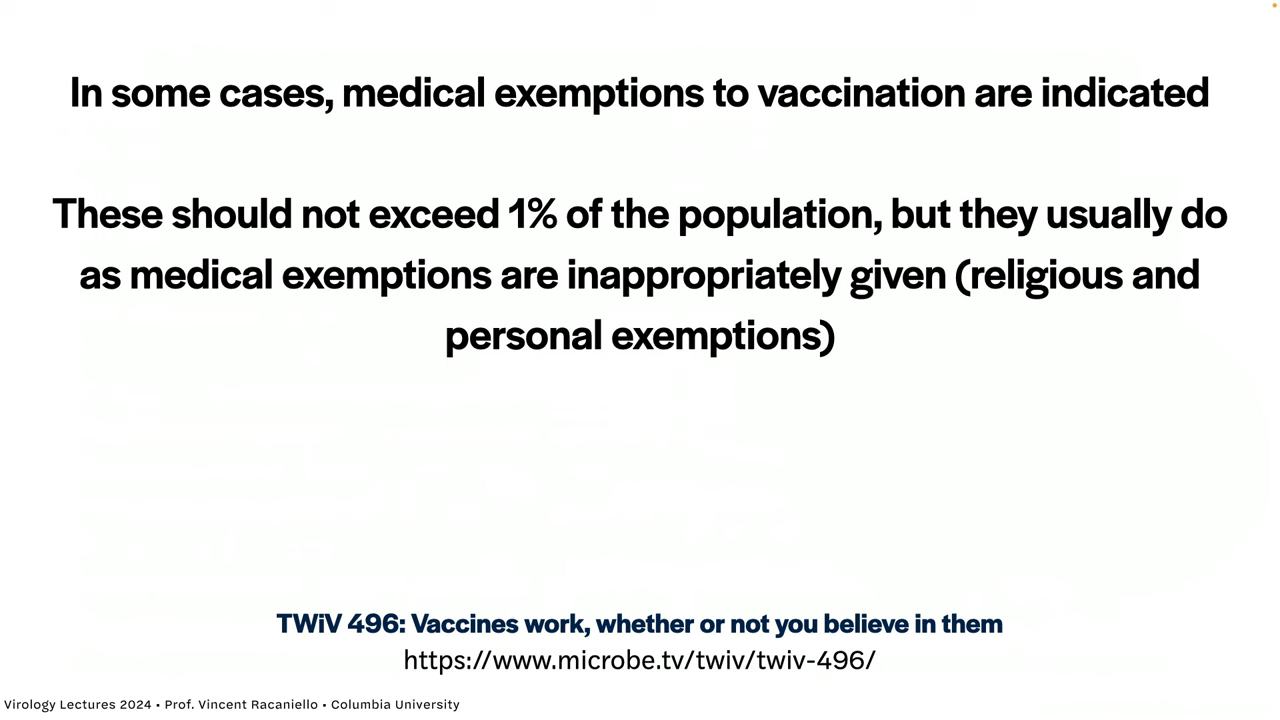 In some cases, medical exemptions to vaccination are indicated
These should not exceed 1% of the population, but they usually do
as medical exemptions are inappropriately given (religious and
personal exemptions)
TWiV 496: Vaccines work, whether or not you believe in them
https://www.microbe.tv/twiv/twiv-496/
Virology Lectures 2024 • Prof. Vincent Racaniello • Columbia University